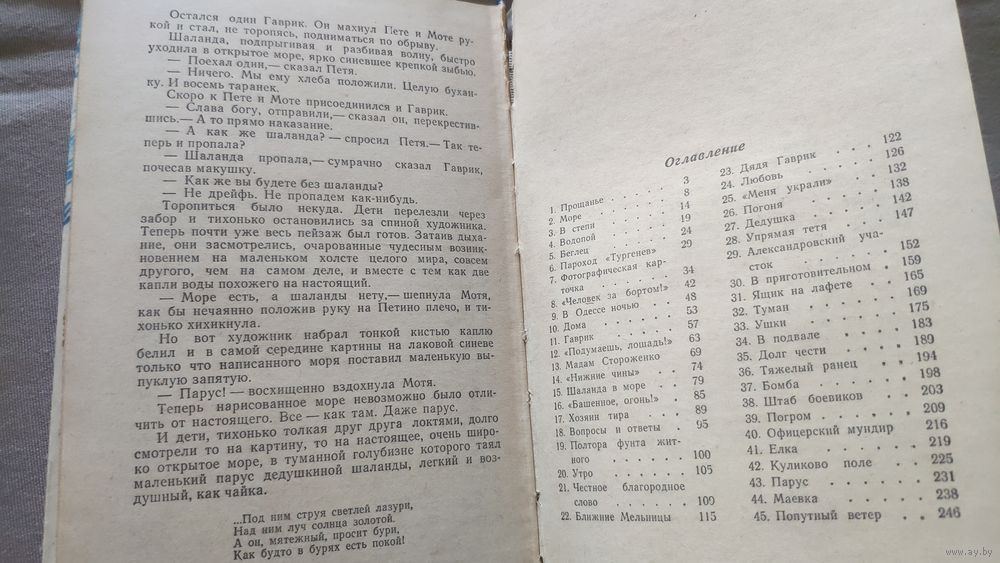 Остался один Гаврик. Он махнул Пете и Моте ру-
кой и стал, не торопясь, подниматься по обрыву.
Шаланда, подпрыгивая и разбивая волну, быстро
уходила в открытое море, ярко синевшее крепкой зыбью.
— Поехал один,— сказал Петя.
— Ничего. Мы ему хлеба положили. Целую бухан-
ку. И восемь таранек.
Скоро к Пете и Моте присоединился и Гаврик.
— Слава богу, отправили,— сказал он, перекрестив-
шись.— А то прямо наказание.
— А как же шаланда? — спросил Петя.— Так те-
перь и пропала?
— Шаланда пропала,— сумрачно сказал Гаврик,
почесав макушку.
— Как же вы будете без шаланды?
— Не дрейфь. Не пропадем как-нибудь.
Торопиться было некуда. Дети перелезли через
забор и тихонько остановились за спиной художника.
Теперь почти уже весь пейзаж был готов. Затаив дыха-
ние, они засмотрелись, очарованные чудесным возник-
новением на маленьком холсте целого мира, совсем
другого, чем на самом деле, и вместе с тем как две
капли воды похожего на настоящий.
— Море есть, а шаланды нету,— шепнула Мотя,
как бы нечаянно положив руку на Петино плечо, и ти-
хонько хихикнула.
Но вот художник набрал тонкой кистью каплю
белил и в самой середине картины на лаковой синеве
только что написанного моря поставил маленькую вы-
пуклую запятую.
— Парус! — восхищенно вздохнула Мотя.
Теперь нарисованное море невозможно было отли-
чить от настоящего. Все — как там. Даже парус.
И дети, тихонько толкая друг друга локтями, долго
смотрели то на картину, то на настоящее, очень широ-
ко открытое море, в туманной голубизне которого таял
маленький парус дедушкиной шаланды, легкий и воз-
душный, как чайка.
...Под ним струя светлей лазури,
Над ним луч солнца золотой.
А он, мятежный, просит бури,
Как будто в бурях есть покой!
Оглавление
1. Прощанье . . . . . . 3
2. Море . . . . . . 8
3. В степи . . . . . . 14
4. Водопой . . . . . . 19
5. Беглец . . . . . . 24
6. Пароход «Тургенев» 29
7. Фотографическая кар-
точка . . . . . . 34
8. «Человек за бортом!» 42
9. В Одессе ночью . . . 48
10. Дома . . . . . . 53
11. Гаврик . . . . . . 57
12. «Подумаешь, лошадь!» 63
13. Мадам Стороженко . 69
14. «Нижние чины» . . . 74
15. Шаланда в море . . . 79
16. «Башенное, огонь!» . . 85
17. Хозяин тира . . . . 89
18. Вопросы и ответы . . 95
19. Полтора фунта жит-
ного . . . . . . 100
20. Утро . . . . . . 105
21. Честное благородное
слово . . . . . . 109
22. Ближние Мельницы 115
23. Дядя Гаврик . . . . 122
24. Любовь . . . . . . 126
25. «Меня украли» . . . 132
26. Погоня . . . . . . 138
27. Дедушка . . . . . . 142
28. Упрямая тетя . . . . 147
29. Александровский уча-
сток . . . . . . 152
30. В приготовительном . 159
31. Ящик на лафете . . . 165
32. Туман . . . . . . 169
33. Ушки . . . . . . 175
34. В подвале . . . . . 183
35. Долг чести . . . . . 189
36. Тяжелый ранец . . . 194
37. Бомба . . . . . . 198
38. Штаб боевиков . . . 203
39. Погром . . . . . . 209
40. Офицерский мундир . 216
41. Елка . . . . . . 219
42. Куликово поле . . . 225
43. Парус . . . . . . 231
44. Маевка . . . . . . 238
45. Попутный ветер . . 246
www.ay.by